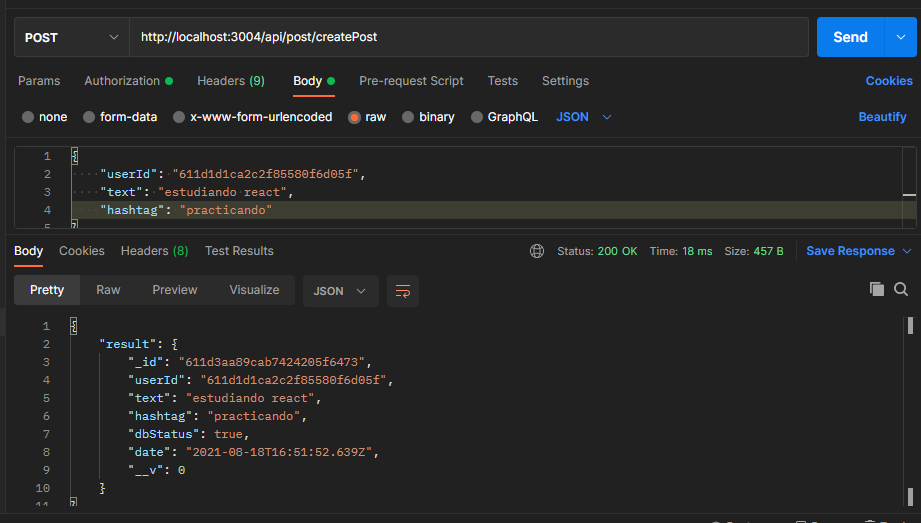 POST http://localhost:3004/api/post/createPost Send
Params Authorization Headers (9) Body Pre-request Script Tests Settings Cookies
none form-data x-www-form-urlencoded raw binary GraphQL JSON Beautify
1 {
2 "userId": "611d1d1ca2c2f85580f6d05f",
3 "text": "estudiando react",
4 "hashtag": "practicando"
5 }
Body Cookies Headers (8) Test Results Status: 200 OK Time: 18 ms Size: 457 B Save Response
Pretty Raw Preview Visualize JSON
1 {
2 "result": {
3 "_id": "611d3aa89cab7424205f6473",
4 "userId": "611d1d1ca2c2f85580f6d05f",
5 "text": "estudiando react",
6 "hashtag": "practicando",
7 "dbStatus": true,
8 "date": "2021-08-18T16:51:52.639Z",
9 "__v": 0
10 }
11 }